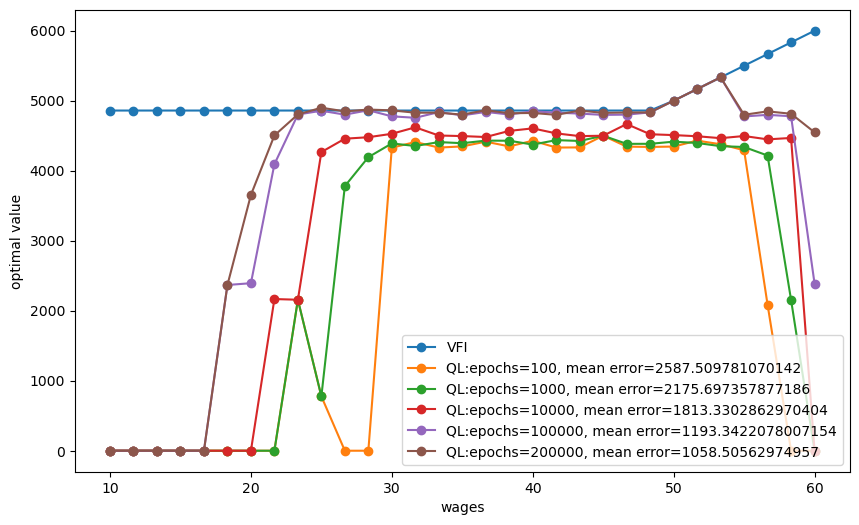 6000
5000
4000
3000
2000
1000
0
optimal value
10
20
30
40
50
60
wages
VFI
QL:epochs=100, mean error=2587.509781070142
QL:epochs=1000, mean error=2175.697357877186
QL:epochs=10000, mean error=1813.3302862970404
QL:epochs=100000, mean error=1193.3422078007154
QL:epochs=200000, mean error=1058.50562974957